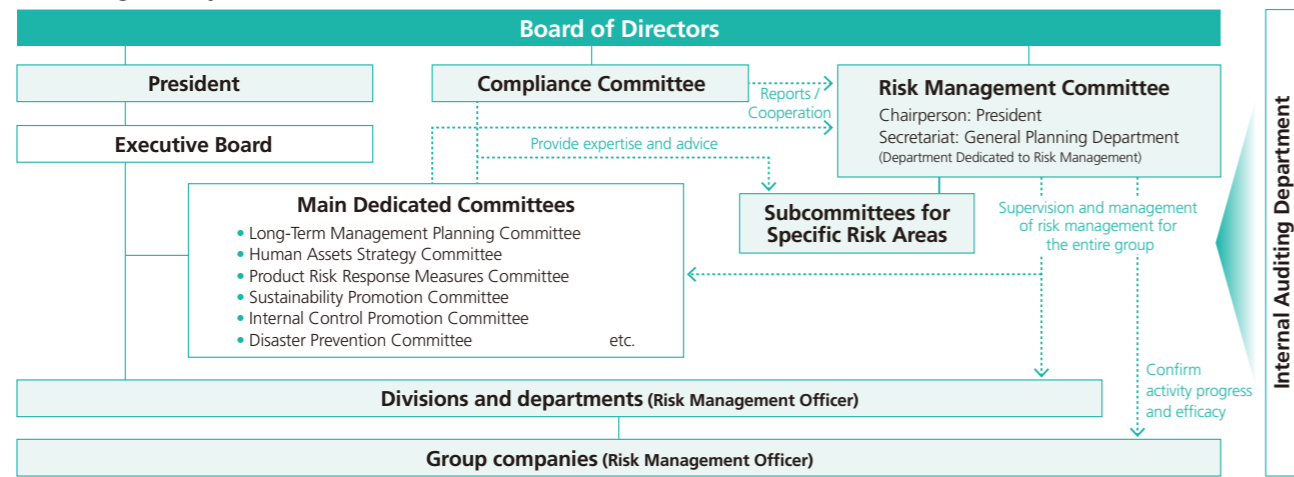 Board of Directors
President
Compliance Committee
Reports /
Cooperation
Risk Management Committee
Chairperson: President
Secretariat: General Planning Department
(Department Dedicated to Risk Management)
Executive Board
Provide expertise and advice
Main Dedicated Committees
• Long-Term Management Planning Committee
• Human Assets Strategy Committee
• Product Risk Response Measures Committee
• Sustainability Promotion Committee
• Internal Control Promotion Committee
• Disaster Prevention Committee etc.
Subcommittees for
Specific Risk Areas
Supervision and management
of risk management for
the entire group
Confirm
activity progress
and efficacy
Divisions and departments (Risk Management Officer)
Group companies (Risk Management Officer)
Internal Auditing Department